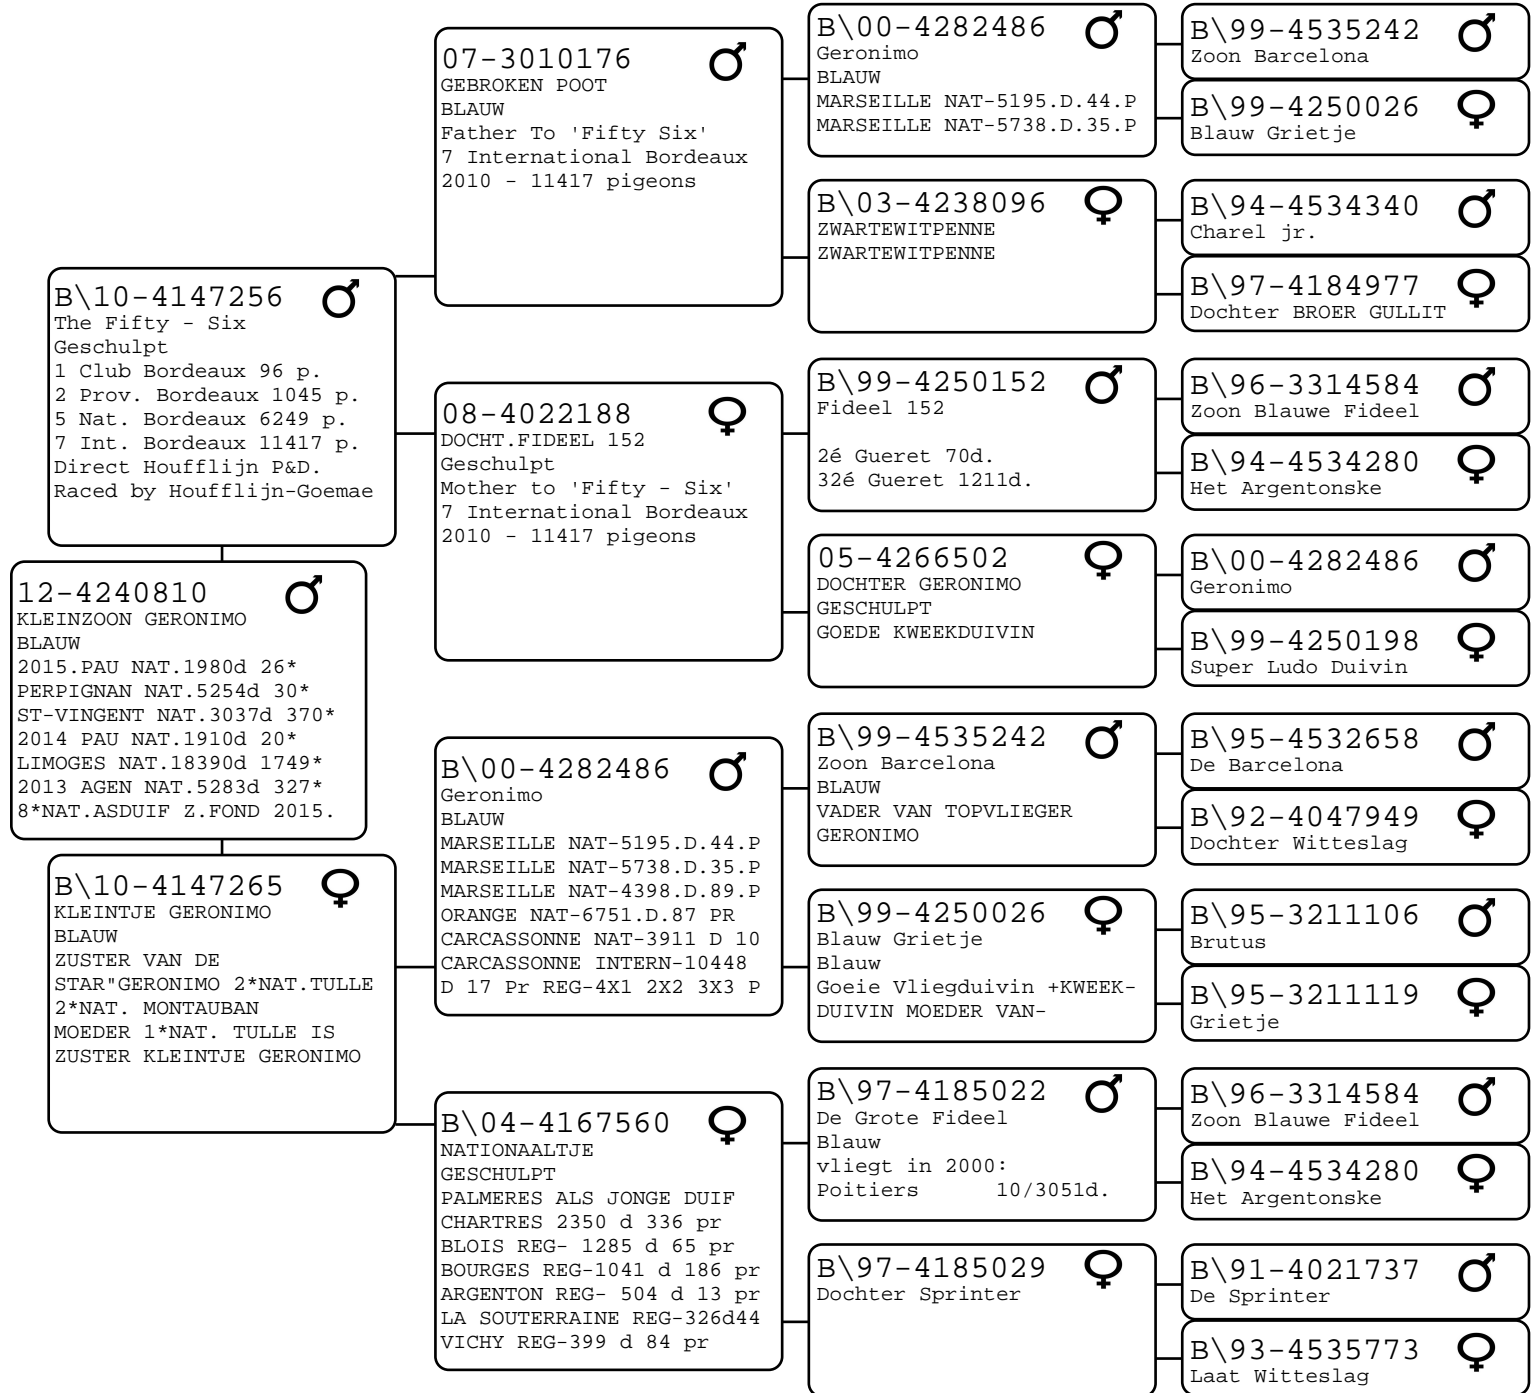 B\10-4147256
The Fifty - Six
Geschulpt
1 Club Bordeaux 96 p.
2 Prov. Bordeaux 1045 p.
5 Nat. Bordeaux 6249 p.
7 Int. Bordeaux 11417 p.
Direct Houfflijn P&D.
Raced by Houfflijn-Goemae
12-4240810
KLEINZOON GERONIMO
BLAUW
2015.PAU NAT.1980d 26*
PERPIGNAN NAT.5254d 30*
ST-VINGENT NAT.3037d 370*
2014 PAU NAT.1910d 20*
LIMOGES NAT.18390d 1749*
2013 AGEN NAT.5283d 327*
8*NAT.ASDUIF Z.FOND 2015.
B\10-4147265
KLEINTJE GERONIMO
BLAUW
ZUSTER VAN DE
STAR"GERONIMO 2*NAT.TULLE
2*NAT. MONTAUBAN
MOEDER 1*NAT. TULLE IS
ZUSTER KLEINTJE GERONIMO
07-3010176
GEBROKEN POOT
BLAUW
Father To 'Fifty Six'
7 International Bordeaux
2010 - 11417 pigeons
08-4022188
DOCHT.FIDEEL 152
Geschulpt
Mother to 'Fifty - Six'
7 International Bordeaux
2010 - 11417 pigeons
B\00-4282486
Geronimo
BLAUW
MARSEILLE NAT-5195.D.44.P
MARSEILLE NAT-5738.D.35.P
MARSEILLE NAT-4398.D.89.P
ORANGE NAT-6751.D.87 PR
CARCASSONNE NAT-3911 D 10
CARCASSONNE INTERN-10448
D 17 Pr REG-4X1 2X2 3X3 P
B\04-4167560
NATIONAALTJE
GESCHULPT
PALMERES ALS JONGE DUIF
CHARTRES 2350 d 336 pr
BLOIS REG- 1285 d 65 pr
BOURGES REG-1041 d 186 pr
ARGENTON REG- 504 d 13 pr
LA SOUTERRAINE REG-326d44
VICHY REG-399 d 84 pr
B\00-4282486
Geronimo
BLAUW
MARSEILLE NAT-5195.D.44.P
MARSEILLE NAT-5738.D.35.P
B\03-4238096
ZWARTEWITPENNE
ZWARTEWITPENNE
B\99-4250152
Fideel 152
2é Gueret 70d.
32é Gueret 1211d.
05-4266502
DOCHTER GERONIMO
GESCHULPT
GOEDE KWEEKDUIVIN
B\99-4535242
Zoon Barcelona
BLAUW
VADER VAN TOPVLIEGER
GERONIMO
B\99-4250026
Blauw Grietje
Blauw
Goeie Vliegduivin +KWEEK-
DUIVIN MOEDER VAN-
B\97-4185022
De Grote Fideel
Blauw
vliegt in 2000:
Poitiers 10/3051d.
B\97-4185029
Dochter Sprinter
B\99-4535242
Zoon Barcelona
B\99-4250026
Blauw Grietje
B\94-4534340
Charel jr.
B\97-4184977
Dochter BROER GULLIT
B\96-3314584
Zoon Blauwe Fideel
B\94-4534280
Het Argentonske
B\00-4282486
Geronimo
B\99-4250198
Super Ludo Duivin
B\95-4532658
De Barcelona
B\92-4047949
Dochter Witteslag
B\95-3211106
Brutus
B\95-3211119
Grietje
B\96-3314584
Zoon Blauwe Fideel
B\94-4534280
Het Argentonske
B\91-4021737
De Sprinter
B\93-4535773
Laat Witteslag